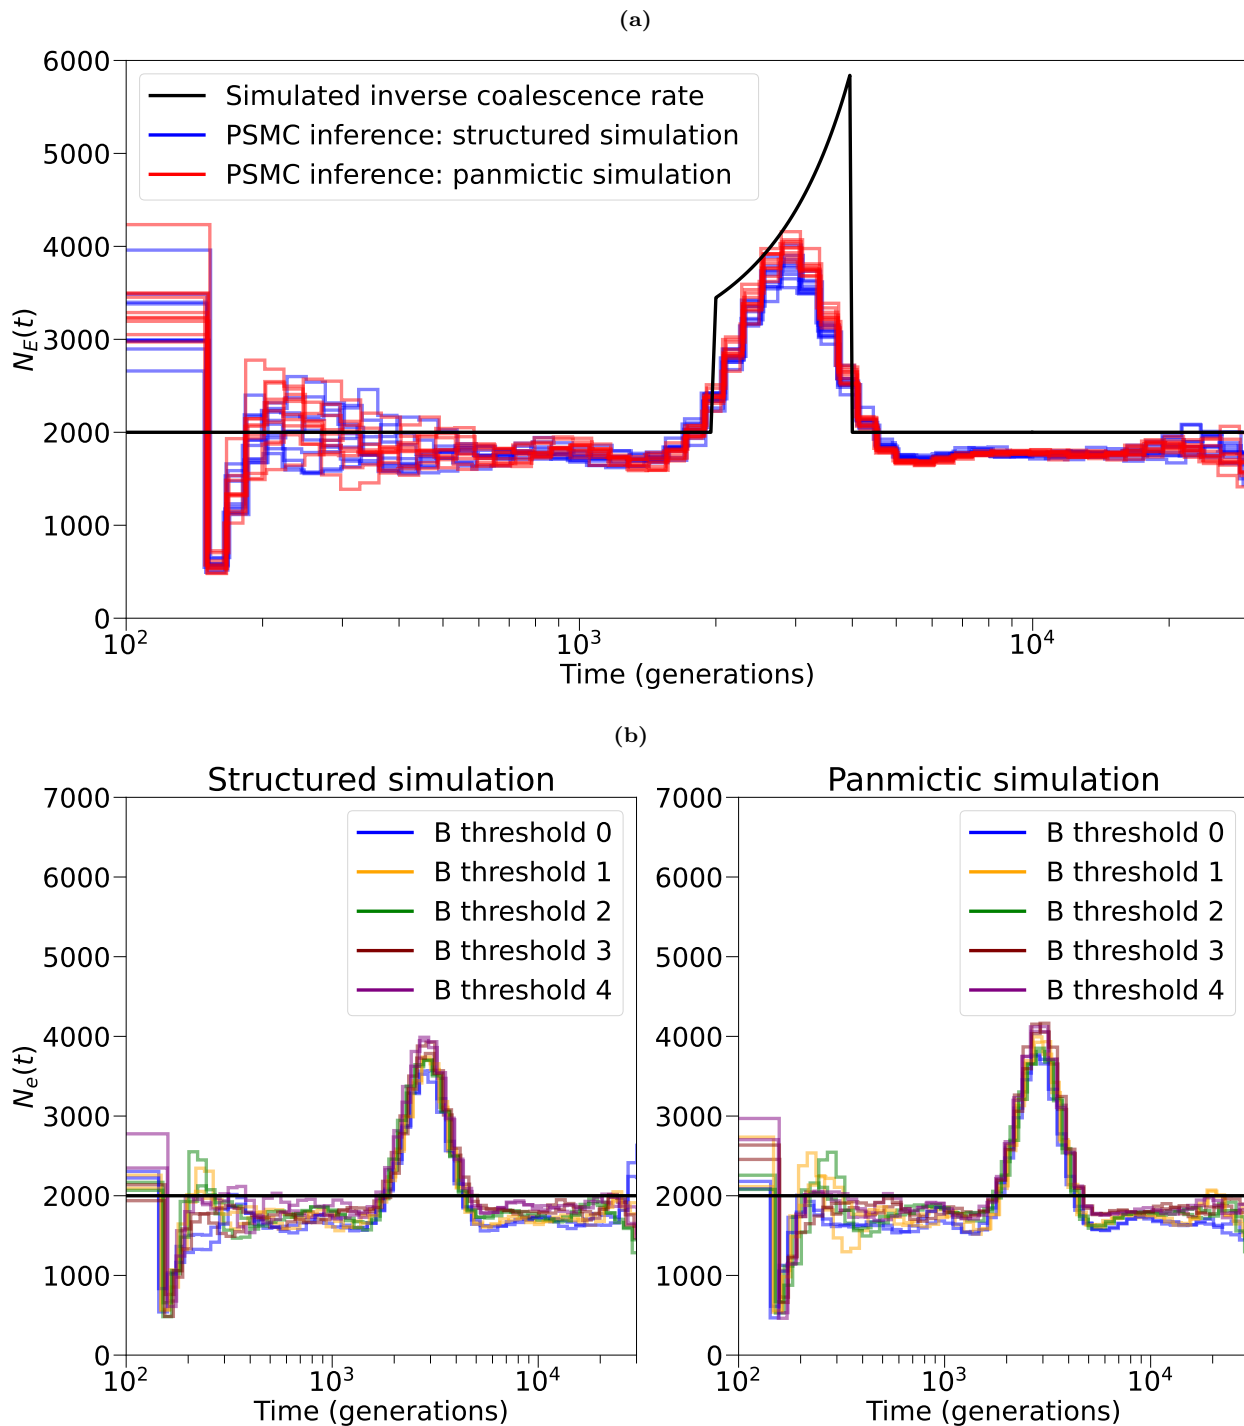 (a)
6000
5000
4000
3000
2000
1000
0
N_E(t)
Simulated inverse coalescence rate
PSMC inference: structured simulation
PSMC inference: panmictic simulation
10^2
10^3
10^4
Time (generations)
(b)
Structured simulation
7000
6000
5000
4000
3000
2000
1000
0
N_e(t)
B threshold 0
B threshold 1
B threshold 2
B threshold 3
B threshold 4
10^2
10^3
10^4
Time (generations)
Panmictic simulation
7000
6000
5000
4000
3000
2000
1000
0
B threshold 0
B threshold 1
B threshold 2
B threshold 3
B threshold 4
10^2
10^3
10^4
Time (generations)